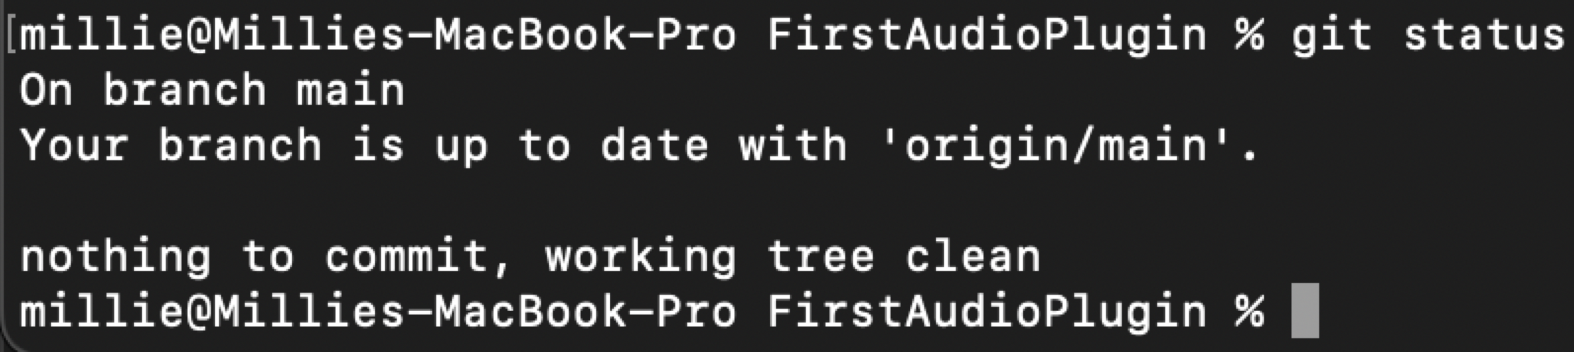 [millie@Millies-MacBook-Pro FirstAudioPlugin % git status
On branch main
Your branch is up to date with 'origin/main'.
nothing to commit, working tree clean
millie@Millies-MacBook-Pro FirstAudioPlugin %